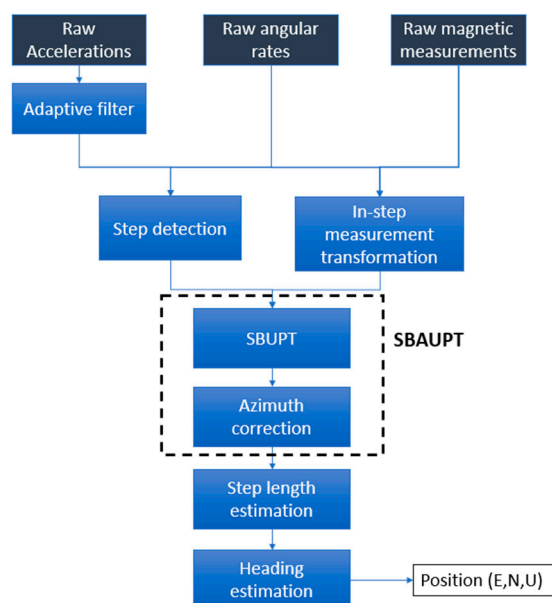 Raw
Accelerations
Raw angular
rates
Raw magnetic
measurements
Adaptive filter
Step detection
In-step
measurement
transformation
SBUPT
SBAUPT
Azimuth
correction
Step length
estimation
Heading
estimation
Position (E,N,U)